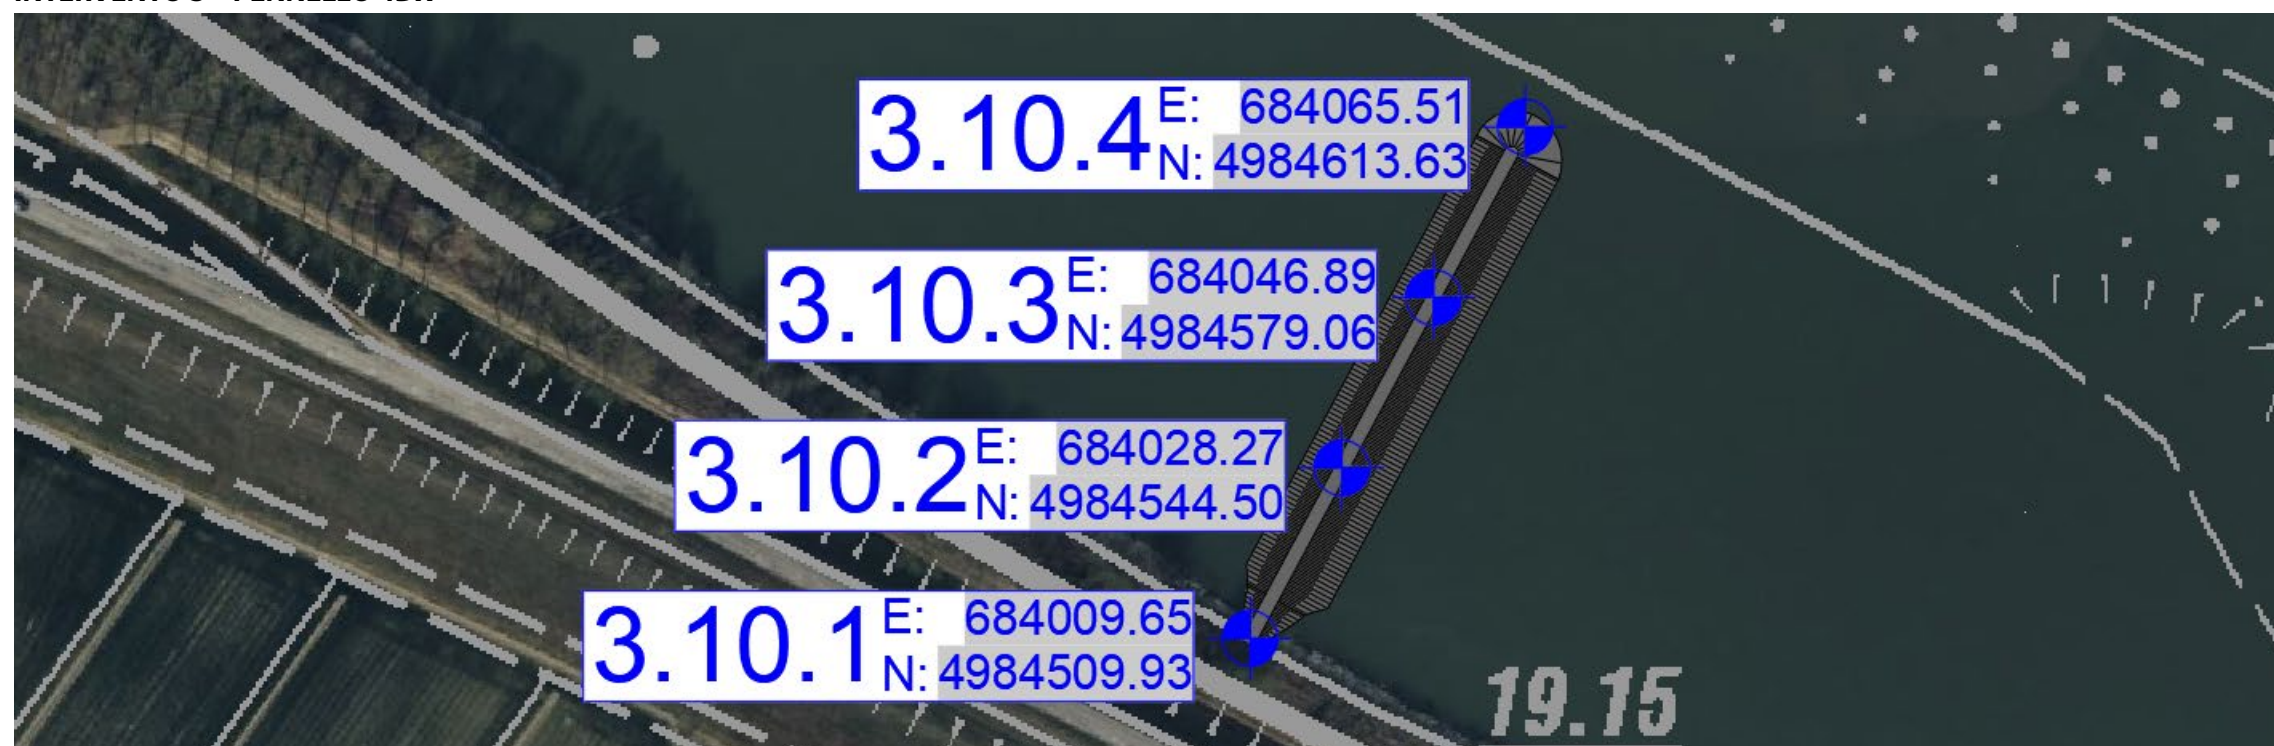 3.10.4
E: 684065.51
N: 4984613.63
3.10.3
E: 684046.89
N: 4984579.06
3.10.2
E: 684028.27
N: 4984544.50
3.10.1
E: 684009.65
N: 4984509.93
19.15